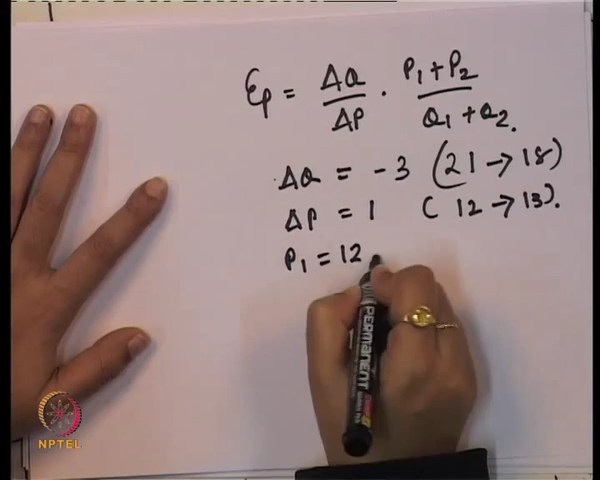 Ep = ΔQ/ΔP · P1+P2/Q1+Q2.
ΔQ = -3 (21 → 18)
ΔP = 1 (12 → 13).
P1 = 12
PERMANENT
NPTEL